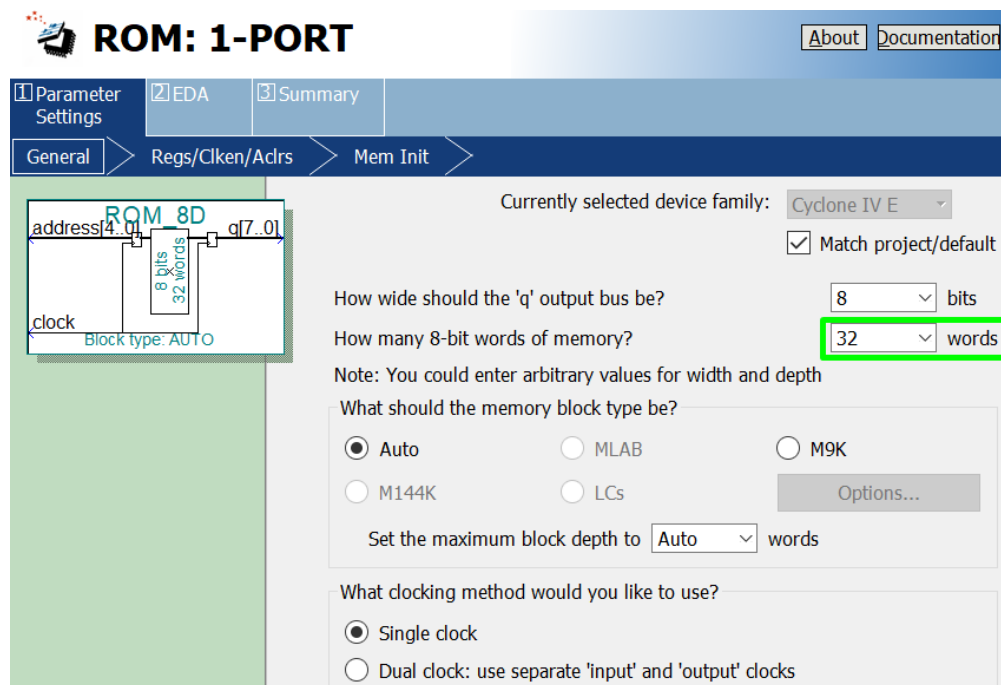 ROM: 1-PORT
About
Documentation
1 Parameter Settings
2 EDA
3 Summary
General
Regs/Clken/Aclrs
Mem Init
ROM_8D
address[4..0]
q[7..0]
8 bits
32 words
clock
Block type: AUTO
Currently selected device family:
Cyclone IV E
Match project/default
How wide should the 'q' output bus be?
8
bits
How many 8-bit words of memory?
32
words
Note: You could enter arbitrary values for width and depth
What should the memory block type be?
Auto
MLAB
M9K
M144K
LCs
Options...
Set the maximum block depth to
Auto
words
What clocking method would you like to use?
Single clock
Dual clock: use separate 'input' and 'output' clocks